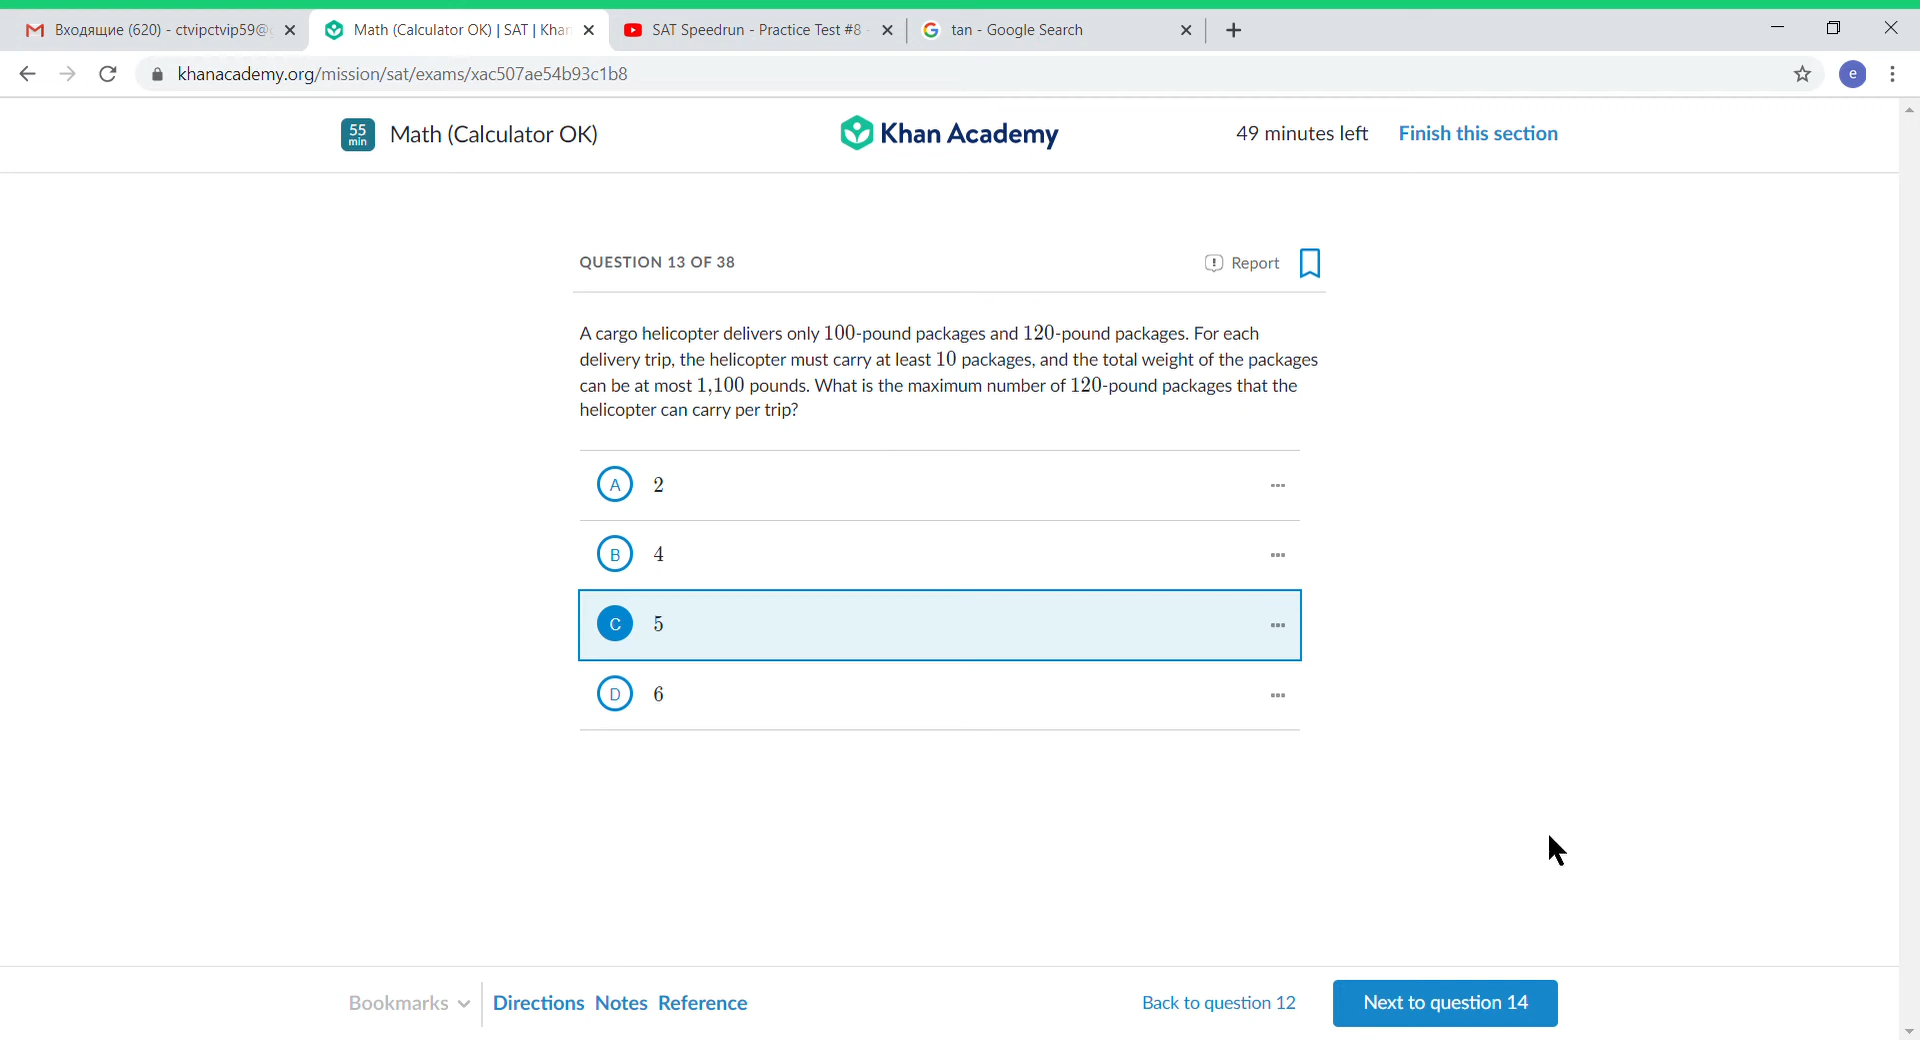 Входящие (620) - ctvipctvip59@
Math (Calculator OK) | SAT | Khan
SAT Speedrun - Practice Test #8
tan - Google Search
khanacademy.org/mission/sat/exams/xac507ae54b93c1b8
e
55
min
Math (Calculator OK)
Khan Academy
49 minutes left
Finish this section
QUESTION 13 OF 38
Report
A cargo helicopter delivers only 100-pound packages and 120-pound packages. For each
delivery trip, the helicopter must carry at least 10 packages, and the total weight of the packages
can be at most 1,100 pounds. What is the maximum number of 120-pound packages that the
helicopter can carry per trip?
A 2
B 4
C 5
D 6
Bookmarks
Directions
Notes
Reference
Back to question 12
Next to question 14